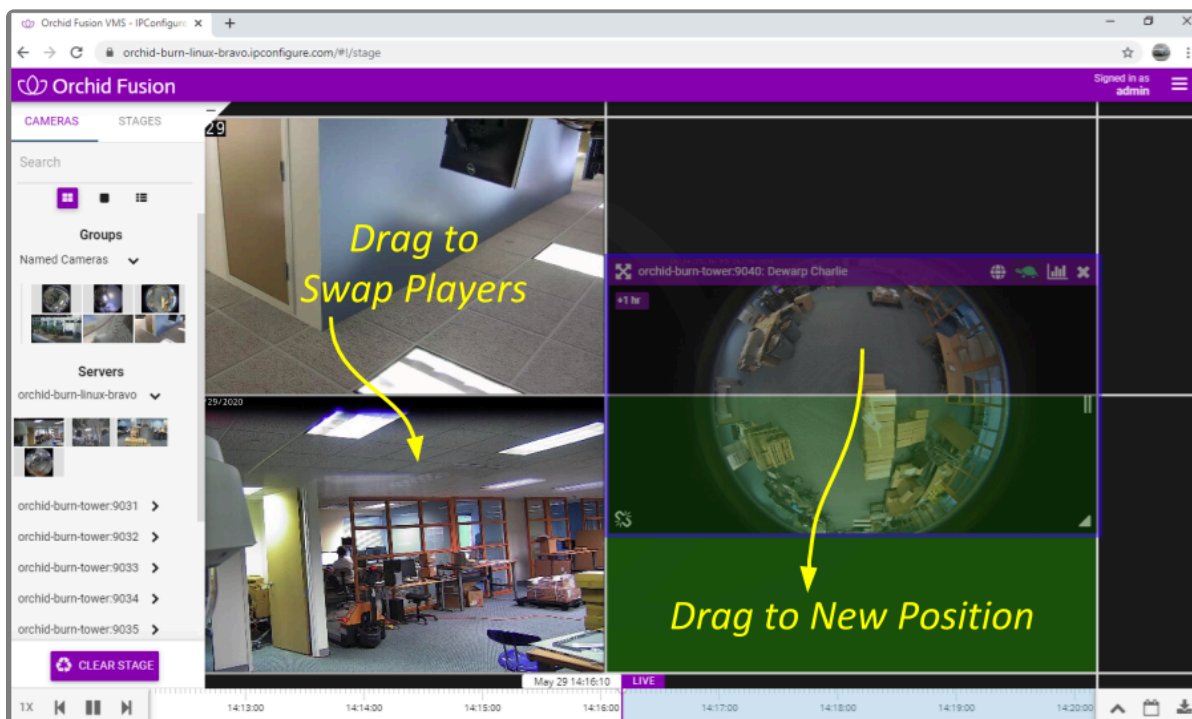 Orchid Fusion VMS - IPConfigure
orchid-burn-linux-bravo.ipconfigure.com/#!/stage
Orchid Fusion
Signed in as
admin
CAMERAS STAGES
Search
Groups
Named Cameras
Servers
orchid-burn-linux-bravo
orchid-burn-tower:9031
orchid-burn-tower:9032
orchid-burn-tower:9033
orchid-burn-tower:9034
orchid-burn-tower:9035
CLEAR STAGE
29
Drag to
Swap Players
/29/2020
orchid-burn-tower:9040: Dewarp Charlie
+1 hr
Drag to New Position
May 29 14:16:10 LIVE
1X 14:13:00 14:14:00 14:15:00 14:16:00 14:17:00 14:18:00 14:19:00 14:20:00